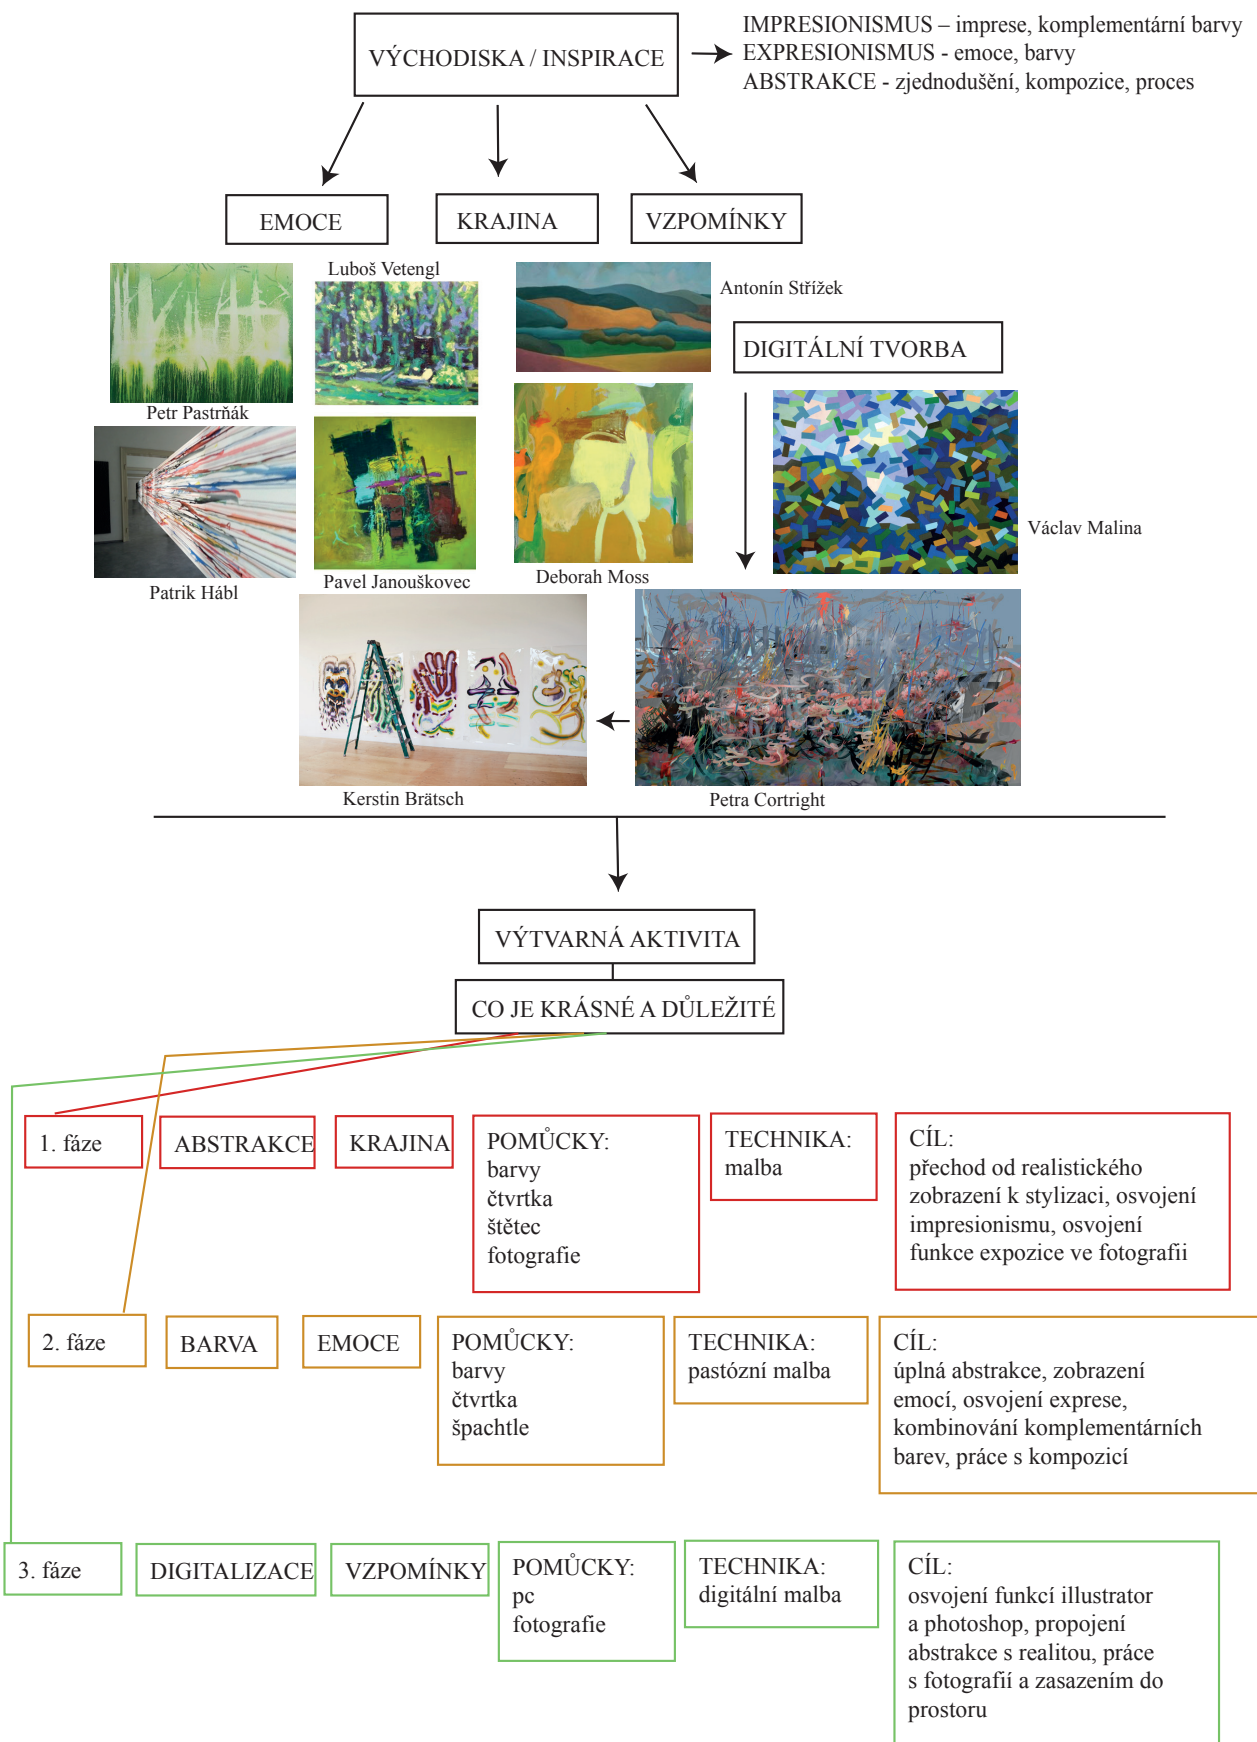 VÝCHODISKA / INSPIRACE
IMPRESIONISMUS – imprese, komplementární barvy
EXPRESIONISMUS - emoce, barvy
ABSTRAKCE - zjednodušení, kompozice, proces
EMOCE
KRAJINA
VZPOMÍNKY
Luboš Vetengl
Antonín Střížek
DIGITÁLNÍ TVORBA
Petr Pastrňák
Václav Malina
Patrik Hábl
Pavel Janouškovec
Deborah Moss
Kerstin Brätsch
Petra Cortright
VÝTVARNÁ AKTIVITA
CO JE KRÁSNÉ A DŮLEŽITÉ
1. fáze
ABSTRAKCE
KRAJINA
POMŮCKY:
barvy
čtvrtka
štětec
fotografie
TECHNIKA:
malba
CÍL:
přechod od realistického
zobrazení k stylizaci, osvojení
impresionismu, osvojení
funkce expozice ve fotografii
2. fáze
BARVA
EMOCE
POMŮCKY:
barvy
čtvrtka
špachtle
TECHNIKA:
pastózní malba
CÍL:
úplná abstrakce, zobrazení
emocí, osvojení exprese,
kombinování komplementárních
barev, práce s kompozicí
3. fáze
DIGITALIZACE
VZPOMÍNKY
POMŮCKY:
pc
fotografie
TECHNIKA:
digitální malba
CÍL:
osvojení funkcí illustrator
a photoshop, propojení
abstrakce s realitou, práce
s fotografií a zasazením do
prostoru